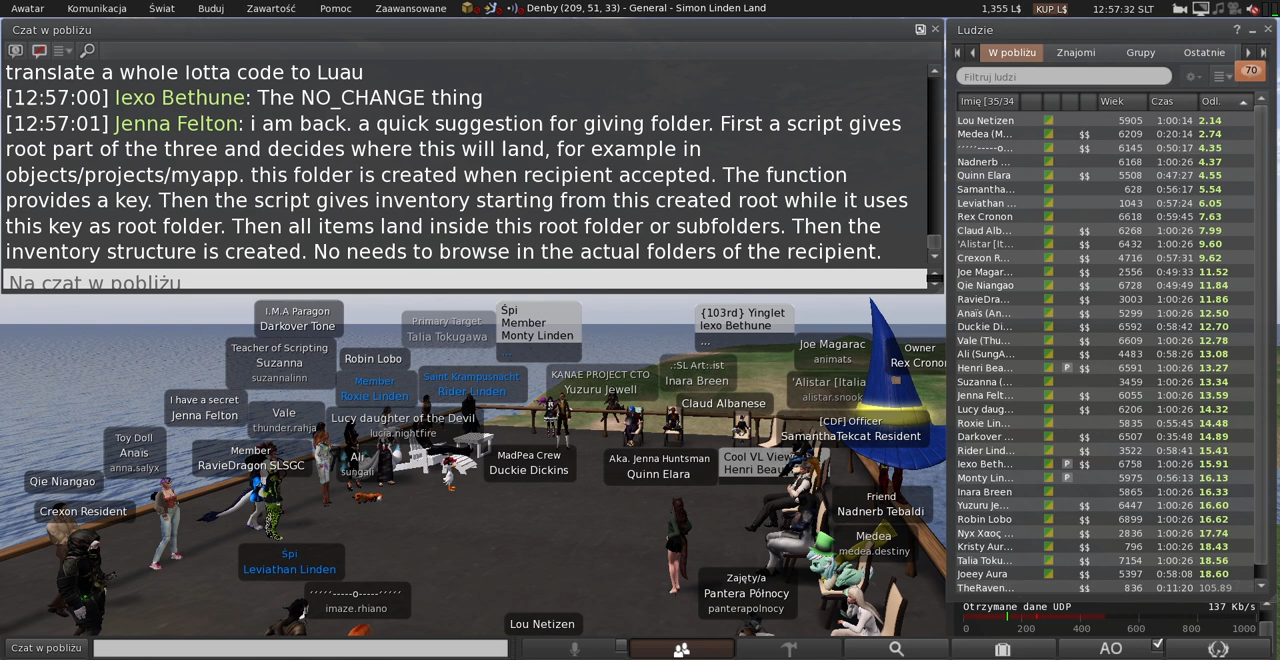 Awatar Komunikacja Świat Buduj Zawartość Pomoc Zaawansowane Denby (209, 51, 33) - General - Simon Linden Land 1,355 L$ KUP L$ 12:57:32 SLT
Czat w pobliżu
translate a whole lotta code to Luau
[12:57:00] Iexo Bethune: The NO_CHANGE thing
[12:57:01] Jenna Felton: i am back. a quick suggestion for giving folder. First a script gives
root part of the three and decides where this will land, for example in
objects/projects/myapp. this folder is created when recipient accepted. The function
provides a key. Then the script gives inventory starting from this created root while it uses
this key as root folder. Then all items land inside this root folder or subfolders. Then the
inventory structure is created. No needs to browse in the actual folders of the recipient.
Na czat w pobliżu
I.M.A Paragon
Darkover Tone
Primary Target
Talia Tokugawa
Śpi
Member
Monty Linden
...
{103rd} Yinglet
Iexo Bethune
...
Teacher of Scripting
Suzanna
suzannalinn
Robin Lobo
Member
Roxie Linden
Saint Krampusnacht
Rider Linden
KANAE PROJECT CTO
Yuzuru Jewell
.:SL Art:.ist
Inara Breen
Joe Magarac
animats
Owner
Rex Crono
'Alistar [Italia
alistar.snook
I have a secret
Jenna Felton
Vale
thunder.rahja
Lucy daughter of the Devil
lucia.nightfire
Claud Albanese
[CDF] Officer
SamanthaTekcat Resident
Toy Doll
Anais
anna.salyx
Member
RavieDragon SLSGC
Ali
sungali
MadPea Crew
Duckie Dickins
Aka. Jenna Huntsman
Quinn Elara
Cool VL View
Henri Beau
Qie Niangao
Crexon Resident
Friend
Nadnerb Tebaldi
Medea
medea.destiny
Śpi
Leviathan Linden
´´´´´-----o-----´´´´´
imaze.rhiano
Zajęty/a
Pantera Północy
panterapolnocy
Lou Netizen
Czat w pobliżu
Ludzie
W pobliżu Znajomi Grupy Ostatnie
Filtruj ludzi
70
Imię [35/34 Wiek Czas Odl.
Lou Netizen 5905 1:00:14 2.14
Medea (M... $$ 6209 0:20:14 2.74
´´´´´-----o... $$ 6145 0:50:17 4.35
Nadnerb ... 6168 1:00:26 4.37
Quinn Elara $$ 5508 0:47:27 4.55
Samantha... 628 0:56:17 5.54
Leviathan ... 1043 0:57:24 6.05
Rex Cronon 6618 0:59:45 7.63
Claud Alb... $$ 6268 1:00:26 7.99
'Alistar [It... $$ 6432 1:00:26 9.60
Crexon R... $$ 4716 0:57:31 9.62
Joe Magar... $$ 2556 0:49:33 11.52
Qie Niangao $$ 6728 0:49:49 11.84
RavieDra... $$ 3003 1:00:26 11.86
Anaïs (An... $$ 5299 1:00:26 12.50
Duckie Di... $$ 6592 0:58:42 12.70
Vale (Thu... $$ 6609 1:00:26 12.78
Ali (SungA... $$ 4483 0:58:26 13.08
Henri Bea... P $$ 6591 1:00:26 13.27
Suzanna (... 3459 1:00:26 13.34
Jenna Felt... $$ 6055 1:00:26 13.59
Lucy daug... $$ 6206 1:00:26 14.32
Roxie Lin... 5835 0:55:45 14.48
Darkover ... $$ 6507 0:35:48 14.89
Rider Lind... 3522 0:58:41 15.41
Iexo Beth... P $$ 6758 1:00:26 15.91
Monty Lin... P 5975 0:56:13 16.13
Inara Breen 5865 1:00:26 16.33
Yuzuru Je... $$ 6447 1:00:26 16.60
Robin Lobo $$ 6899 1:00:26 16.62
Νyx Χαος ... $$ 2836 1:00:26 17.74
Kristy Aur... $$ 796 1:00:26 18.43
Talia Toku... $$ 7154 1:00:26 18.56
Joeey Aura $$ 5397 0:58:08 18.60
TheRaven... $$ 836 0:11:20 105.89
Otrzymane dane UDP 137 Kb/s
0 200 400 600 800 1000
AO